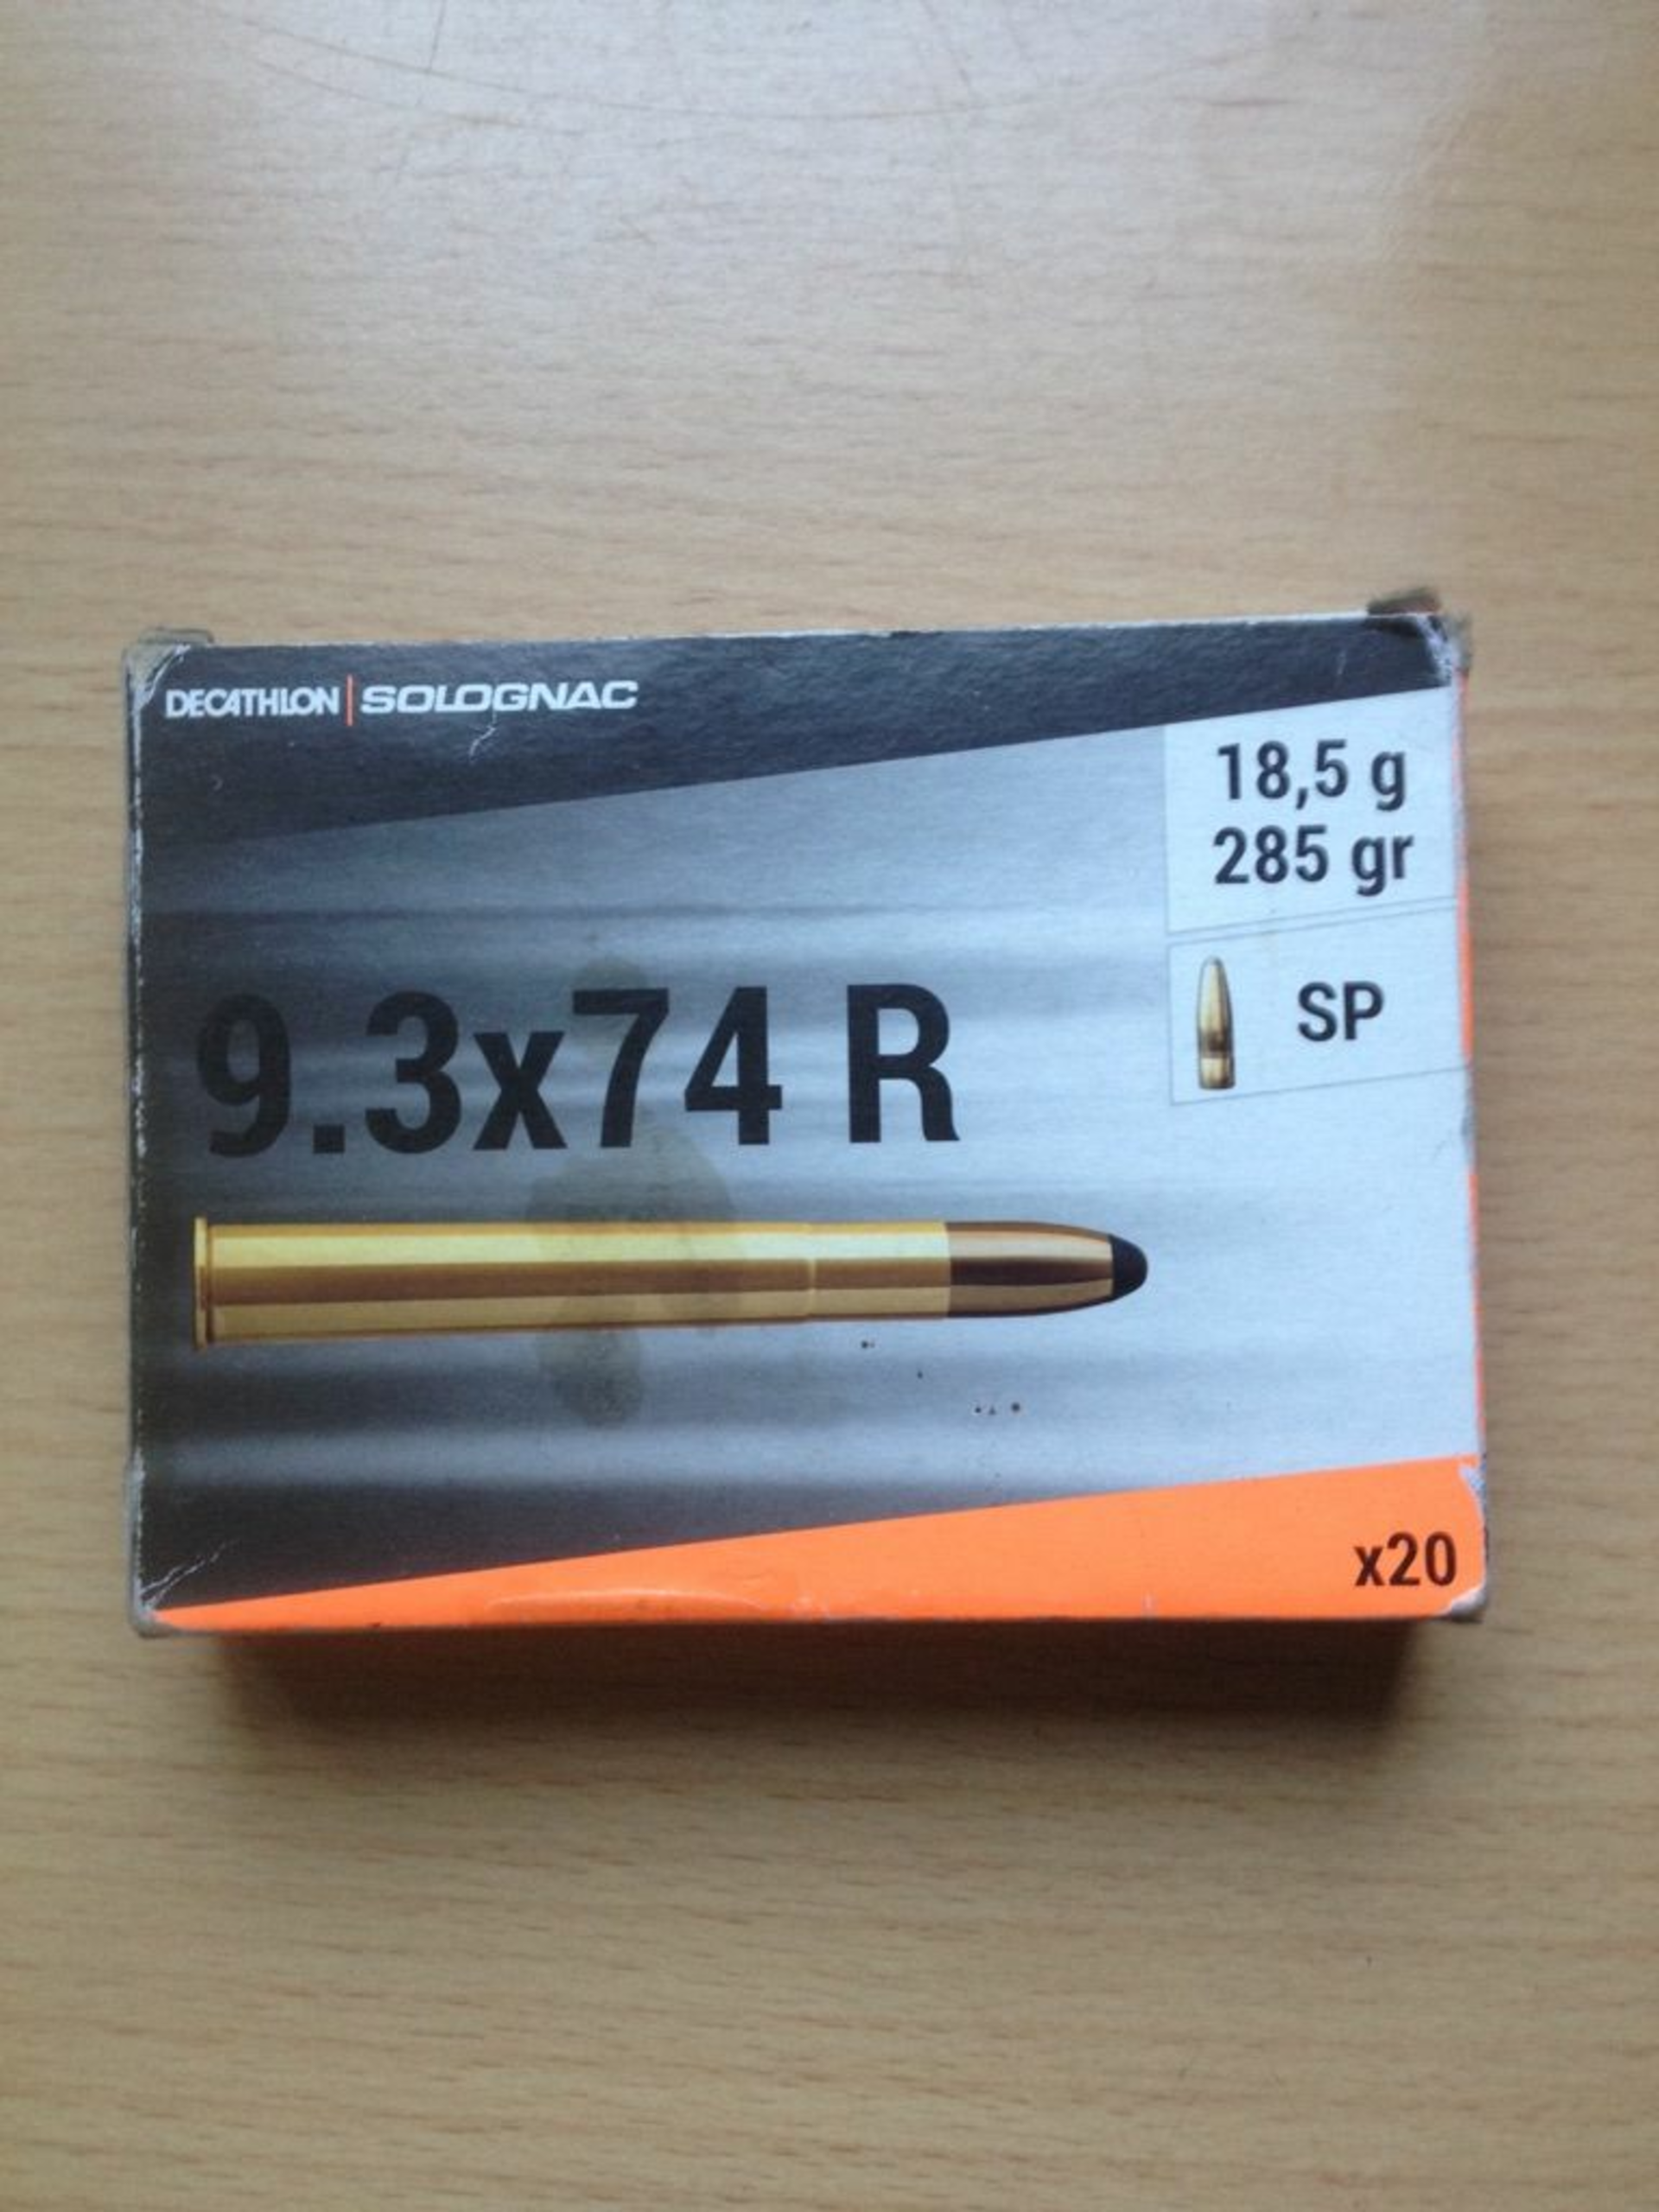 DECATHLON | SOLOGNAC
18,5 g
285 gr
SP
9.3x74 R
x20